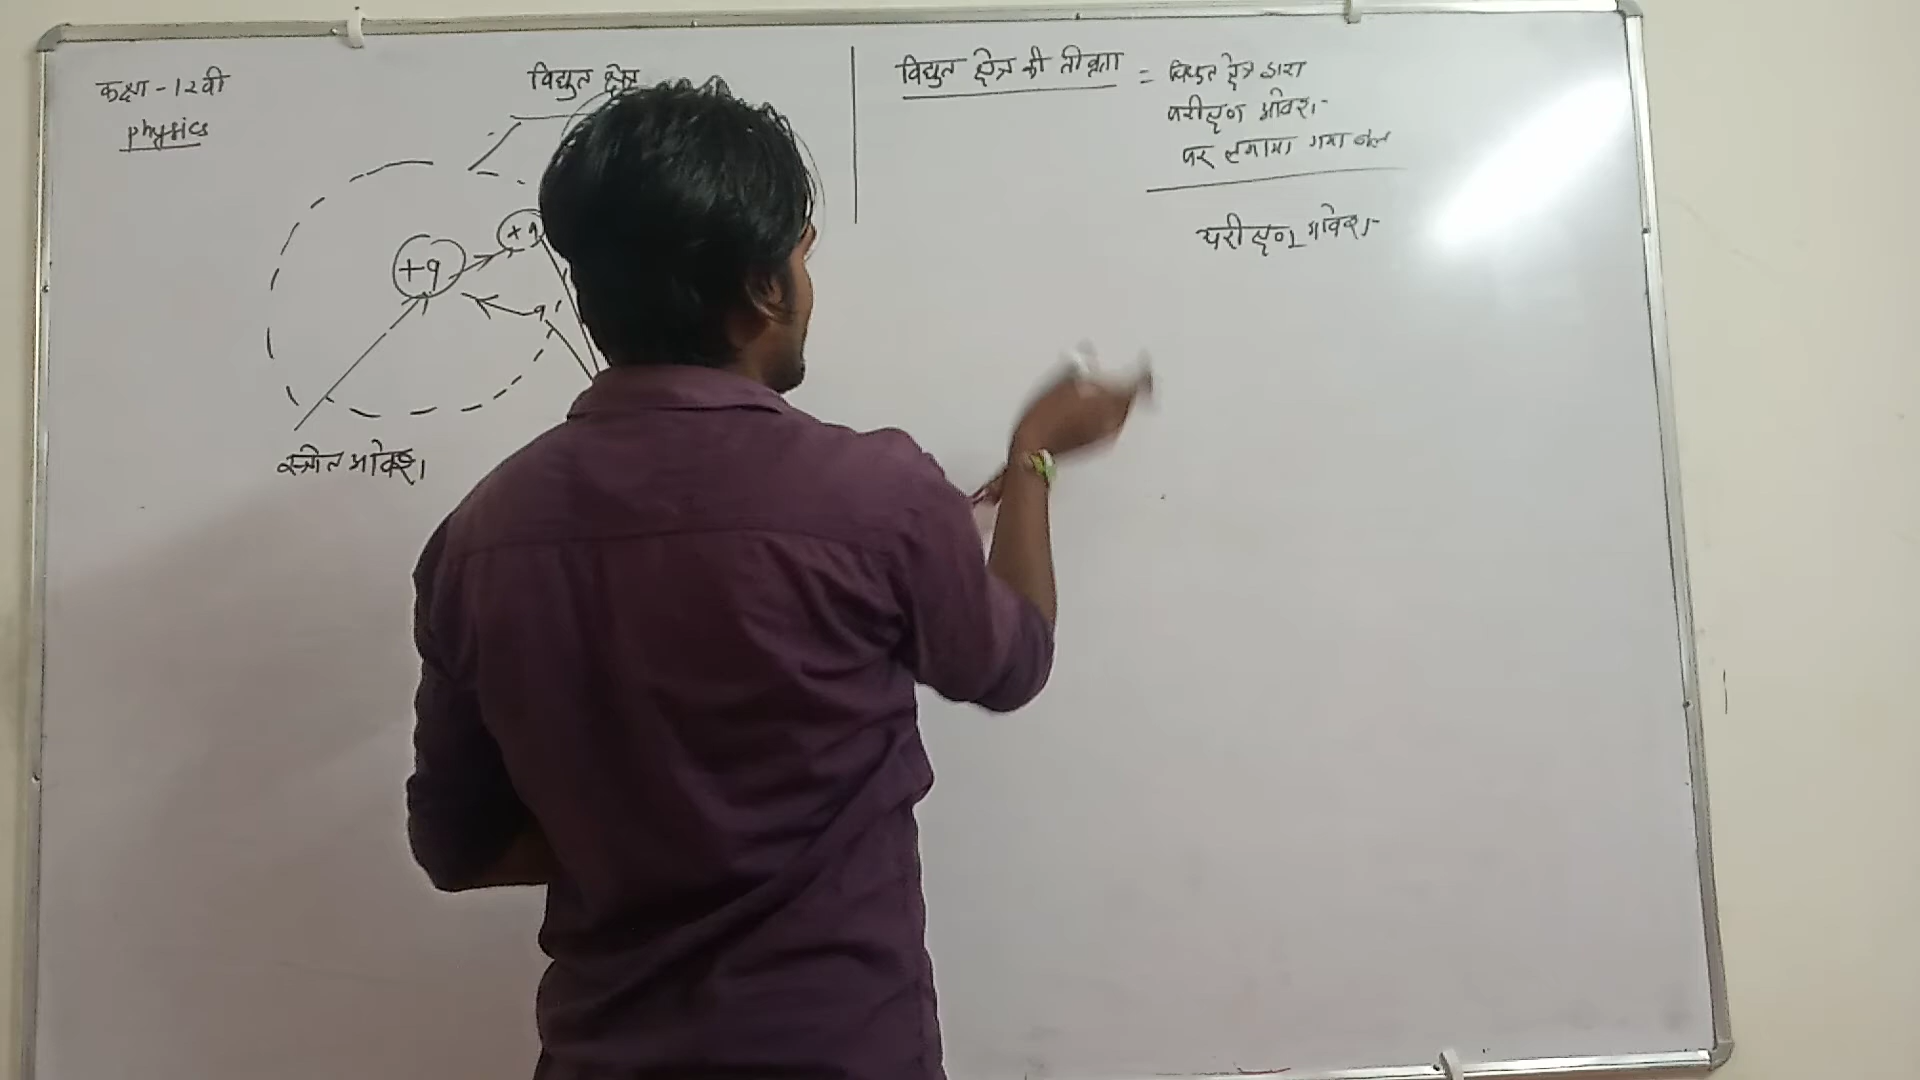 कक्षा - 12वी
physics
विद्युत क्षेत्र
+q
+q
q'
स्त्रोत आवेश
विद्युत क्षेत्र की तीव्रता = विद्युत क्षेत्र द्वारा
परीक्षण आवेश
पर लगाया गया बल
परीक्षण आवेश